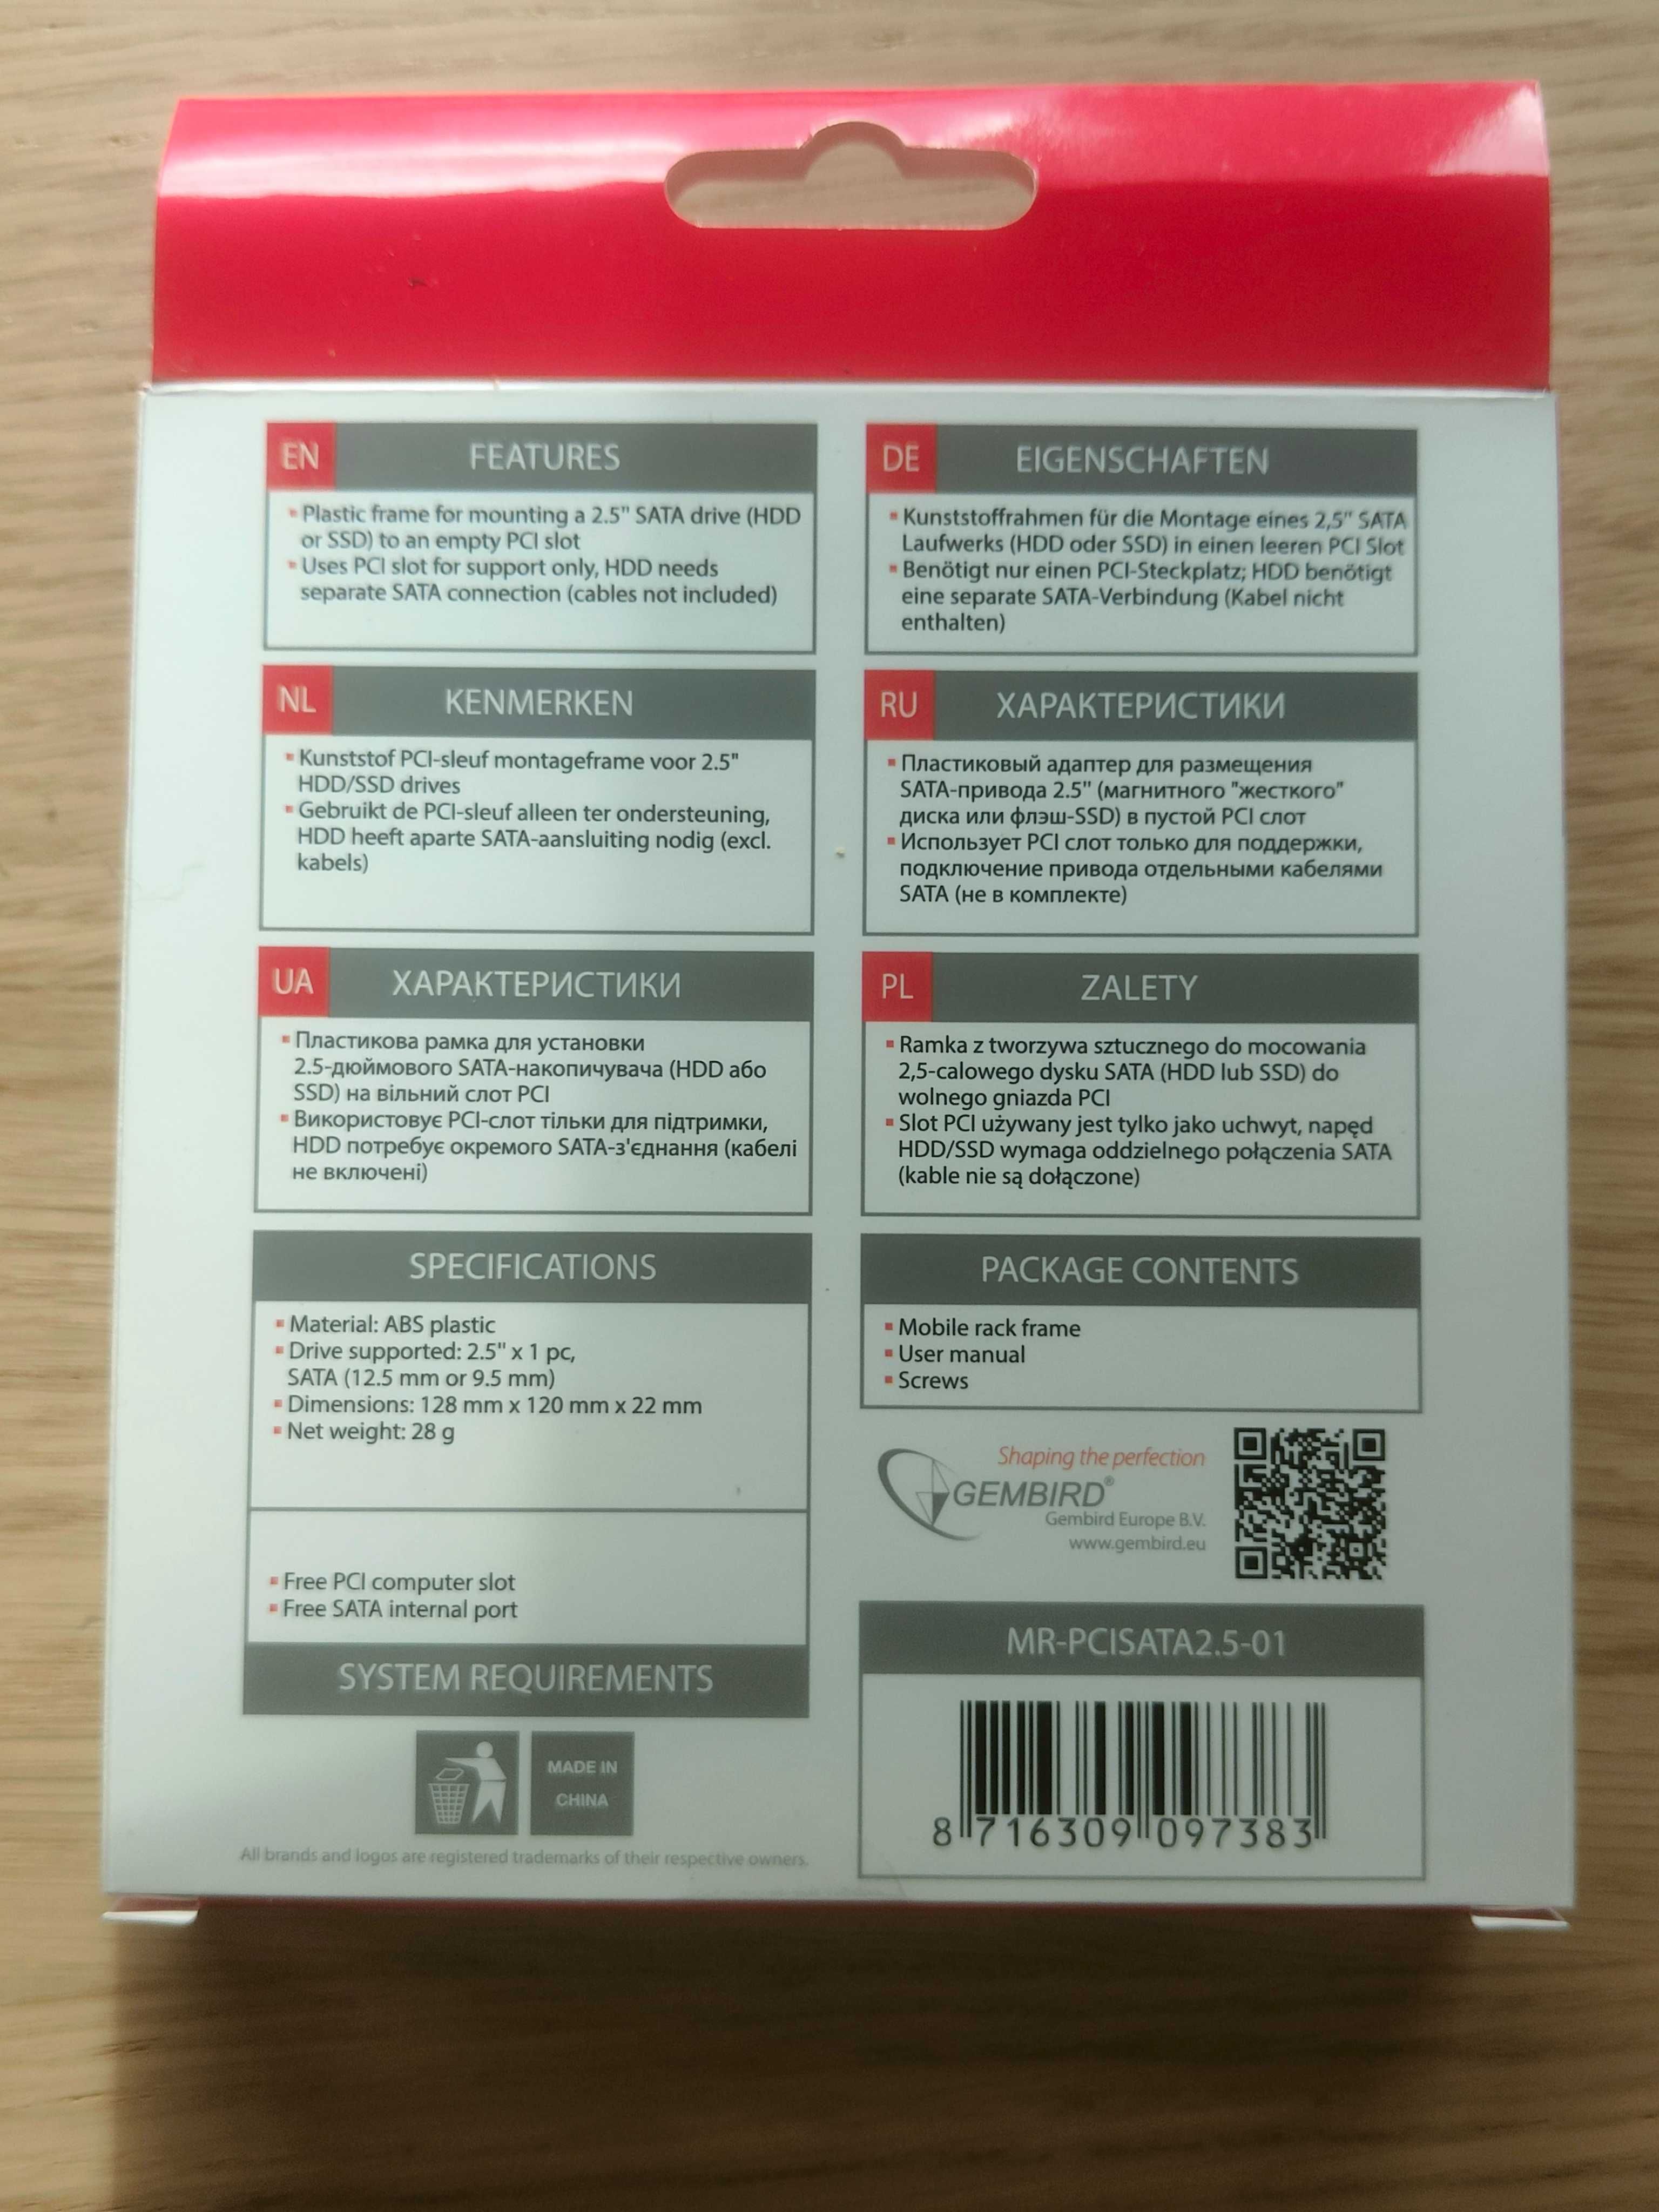 EN FEATURES
Plastic frame for mounting a 2.5" SATA drive (HDD
or SSD) to an empty PCI slot
Uses PCI slot for support only, HDD needs
separate SATA connection (cables not included)
DE EIGENSCHAFTEN
Kunststoffrahmen für die Montage eines 2,5" SATA
Laufwerks (HDD oder SSD) in einen leeren PCI Slot
Benötigt nur einen PCI-Steckplatz; HDD benötigt
eine separate SATA-Verbindung (Kabel nicht
enthalten)
NL KENMERKEN
Kunststof PCI-sleuf montageframe voor 2.5"
HDD/SSD drives
Gebruikt de PCI-sleuf alleen ter ondersteuning,
HDD heeft aparte SATA-aansluiting nodig (excl.
kabels)
RU ХАРАКТЕРИСТИКИ
Пластиковый адаптер для размещения
SATA-привода 2.5" (магнитного "жесткого"
диска или флэш-SSD) в пустой PCI слот
Использует PCI слот только для поддержки,
подключение привода отдельными кабелями
SATA (не в комплекте)
UA ХАРАКТЕРИСТИКИ
Пластикова рамка для установки
2.5-дюймового SATA-накопичувача (HDD або
SSD) на вільний слот PCI
Використовує PCI-слот тільки для підтримки,
HDD потребує окремого SATA-з'єднання (кабелі
не включені)
PL ZALETY
Ramka z tworzywa sztucznego do mocowania
2,5-calowego dysku SATA (HDD lub SSD) do
wolnego gniazda PCI
Slot PCI używany jest tylko jako uchwyt, napęd
HDD/SSD wymaga oddzielnego połączenia SATA
(kable nie są dołączone)
SPECIFICATIONS
Material: ABS plastic
Drive supported: 2.5" x 1 pc,
SATA (12.5 mm or 9.5 mm)
Dimensions: 128 mm x 120 mm x 22 mm
Net weight: 28 g
Free PCI computer slot
Free SATA internal port
SYSTEM REQUIREMENTS
MADE IN
CHINA
All brands and logos are registered trademarks of their respective owners.
PACKAGE CONTENTS
Mobile rack frame
User manual
Screws
Shaping the perfection
GEMBIRD®
Gembird Europe B.V.
www.gembird.eu
MR-PCISATA2.5-01
8 716309 097383